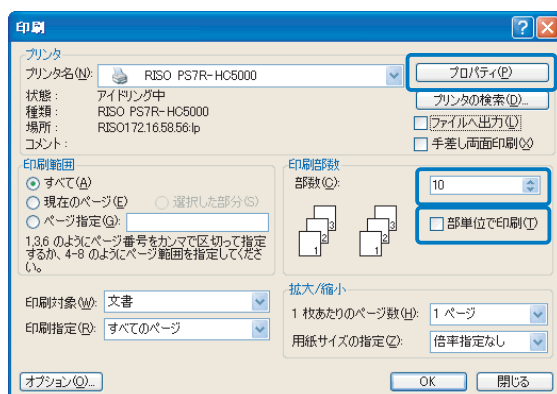 印刷
プリンタ
プリンタ名(N): RISO PS7R-HC5000
プロパティ(P)
状態： アイドリング中
プリンタの検索(D)...
種類： RISO PS7R-HC5000
場所： RISO172.16.58.56:lp
ファイルへ出力(L)
コメント：
手差し両面印刷(X)
印刷範囲
すべて(A)
現在のページ(E) 選択した部分(S)
ページ指定(G):
1,3,6 のようにページ番号をカンマで区切って指定
するか、4-8 のようにページ範囲を指定してくださ
い。
印刷部数
部数(C): 10
部単位で印刷(T)
3 3
2 2
1 1
印刷対象(W): 文書
印刷指定(R): すべてのページ
拡大/縮小
1 枚あたりのページ数(H): 1 ページ
用紙サイズの指定(Z): 倍率指定なし
オプション(O)...
OK 閉じる